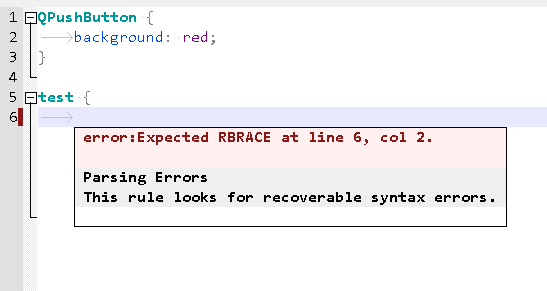 1 QPushButton {
2 background: red;
3 }
4
5 test {
6
error:Expected RBRACE at line 6, col 2.
Parsing Errors
This rule looks for recoverable syntax errors.